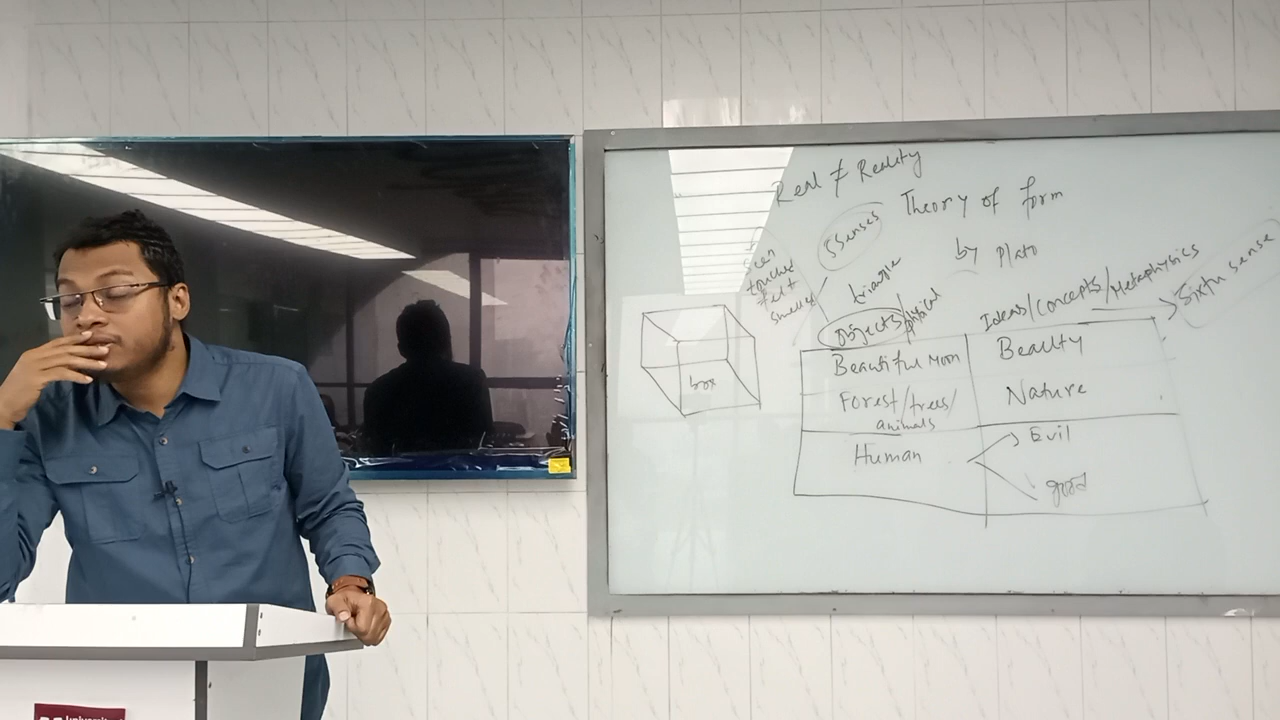 Real ≠ Reality
Theory of form
by Plato
5 Senses
seen
touched
felt
smelled
triangle
Objects/physical
Ideas/Concepts/Metaphysics → Sixth sense
box
Beautiful Moon
Beauty
Forest/trees/
animals
Nature
Human
Evil
good